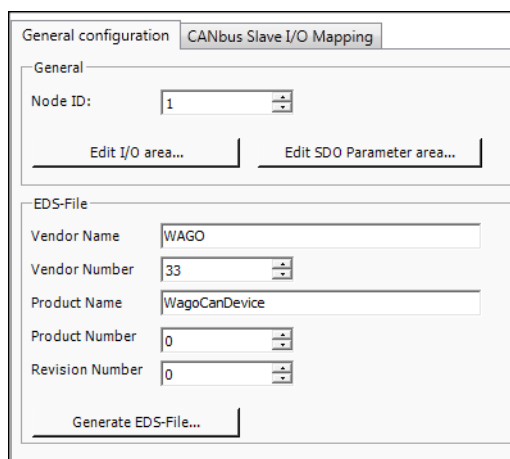 General configuration
CANbus Slave I/O Mapping
General
Node ID:
1
Edit I/O area...
Edit SDO Parameter area...
EDS-File
Vendor Name
WAGO
Vendor Number
33
Product Name
WagoCanDevice
Product Number
0
Revision Number
0
Generate EDS-File...